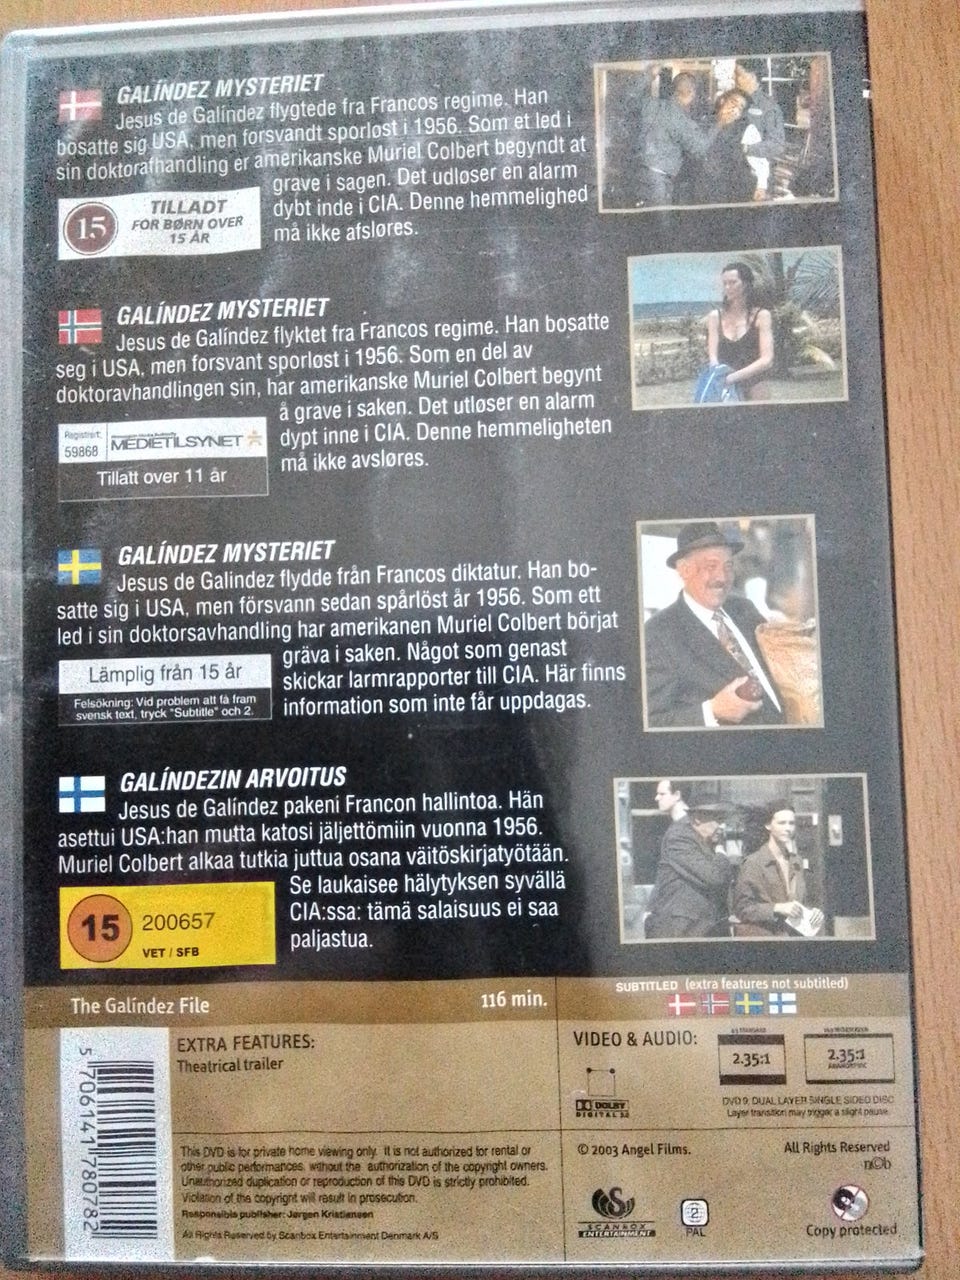 GALÍNDEZ MYSTERIET
Jesus de Galíndez flygtede fra Francos regime. Han
bosatte sig USA, men forsvandt sporløst i 1956. Som et led i
sin doktorafhandling er amerikanske Muriel Colbert begyndt at
grave i sagen. Det udløser en alarm
dybt inde i CIA. Denne hemmelighed
må ikke afsløres.
15
TILLADT
FOR BØRN OVER
15 ÅR
GALÍNDEZ MYSTERIET
Jesus de Galíndez flyktet fra Francos regime. Han bosatte
seg i USA, men forsvant sporløst i 1956. Som en del av
doktoravhandlingen sin, har amerikanske Muriel Colbert begynt
å grave i saken. Det utløser en alarm
dypt inne i CIA. Denne hemmeligheten
må ikke avsløres.
Registrert:
59868
MEDIETILSYNET
Tillatt over 11 år
GALÍNDEZ MYSTERIET
Jesus de Galindez flydde från Francos diktatur. Han bo-
satte sig i USA, men försvann sedan spårlöst år 1956. Som ett
led i sin doktorsavhandling har amerikanen Muriel Colbert börjat
gräva i saken. Något som genast
skickar larmrapporter till CIA. Här finns
information som inte får uppdagas.
Lämplig från 15 år
Felsökning: Vid problem att få fram
svensk text, tryck "Subtitle" och 2.
GALÍNDEZIN ARVOITUS
Jesus de Galíndez pakeni Francon hallintoa. Hän
asettui USA:han mutta katosi jäljettömiin vuonna 1956.
Muriel Colbert alkaa tutkia juttua osana väitöskirjatyötään.
Se laukaisee hälytyksen syvällä
CIA:ssa: tämä salaisuus ei saa
paljastua.
15
200657
VET / SFB
The Galíndez File
116 min.
SUBTITLED (extra features not subtitled)
EXTRA FEATURES:
Theatrical trailer
VIDEO & AUDIO:
DOLBY
DIGITAL
2.35:1
2.35:1
ANAMORPHIC
DVD 9: DUAL LAYER SINGLE SIDED DISC
Layer transition may trigger a slight pause.
5 706141 780782
This DVD is for private home viewing only. It is not authorized for rental or
other public performances, without the authorization of the copyright owners.
Unauthorized duplication or reproduction of this DVD is strictly prohibited.
Violation of the copyright will result in prosecution.
Responsible publisher: Jørgen Kristiansen
All Rights Reserved by Scanbox Entertainment Denmark A/S
© 2003 Angel Films.
All Rights Reserved
SCANBOX
ENTERTAINMENT
2
PAL
Copy protected